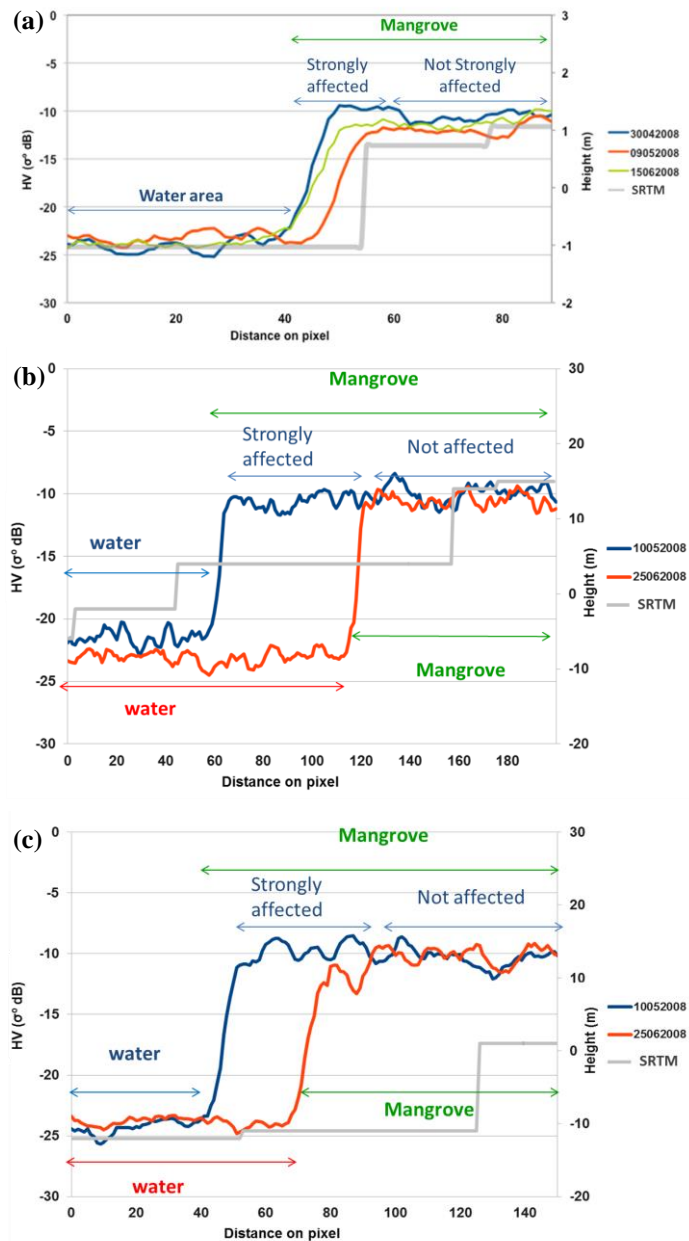 (a)
Mangrove
Strongly affected
Not Strongly affected
Water area
HV (σ° dB)
0
-5
-10
-15
-20
-25
-30
Height (m)
3
2
1
0
-1
-2
0 20 40 60 80
Distance on pixel
30042008
09052008
15062008
SRTM
(b)
Mangrove
Strongly affected
Not affected
water
Mangrove
water
HV (σ° dB)
0
-5
-10
-15
-20
-25
-30
Height (m)
30
20
10
0
-10
-20
0 20 40 60 80 100 120 140 160 180
Distance on pixel
10052008
25062008
SRTM
(c)
Mangrove
Strongly affected
Not affected
water
Mangrove
water
HV (σ° dB)
0
-5
-10
-15
-20
-25
-30
Height (m)
30
20
10
0
-10
-20
0 20 40 60 80 100 120 140
Distance on pixel
10052008
25062008
SRTM